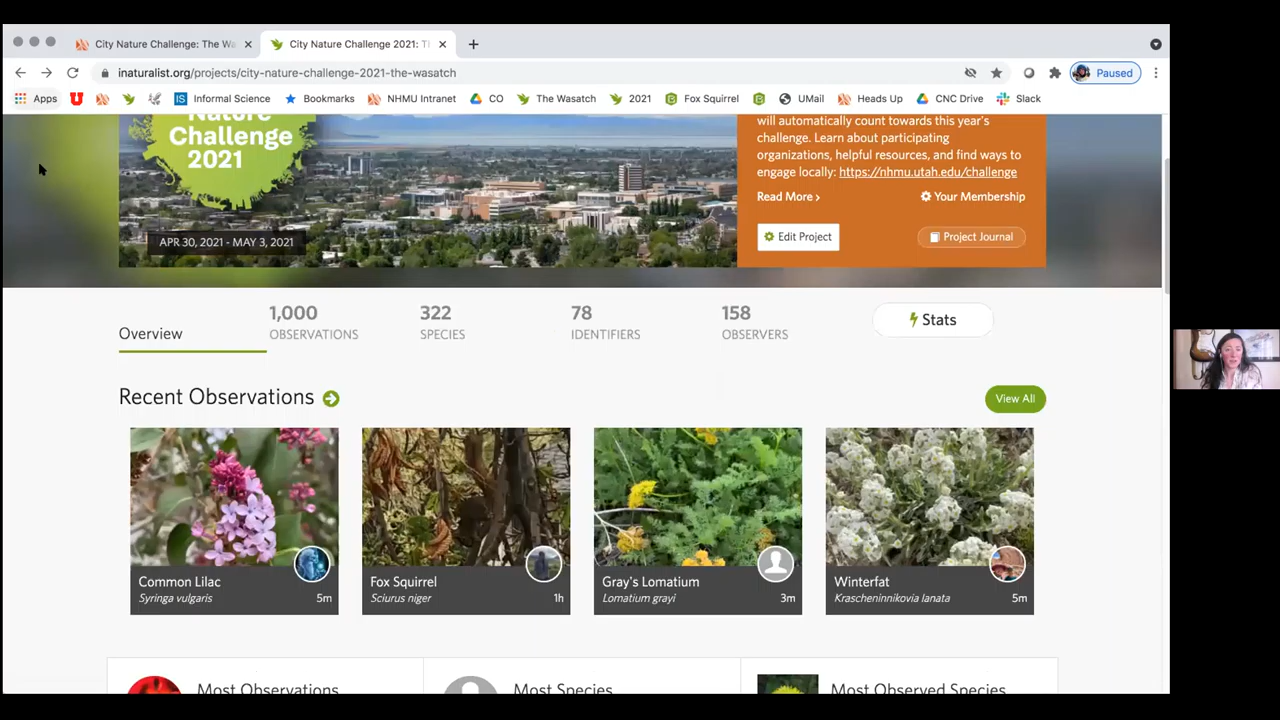 City Nature Challenge: The Wa
City Nature Challenge 2021: T
inaturalist.org/projects/city-nature-challenge-2021-the-wasatch
Paused
Apps
Informal Science
Bookmarks
NHMU Intranet
CO
The Wasatch
2021
Fox Squirrel
UMail
Heads Up
CNC Drive
Slack
Nature
Challenge
2021
APR 30, 2021 - MAY 3, 2021
will automatically count towards this year's
challenge. Learn about participating
organizations, helpful resources, and find ways to
engage locally: https://nhmu.utah.edu/challenge
Read More ›
Your Membership
Edit Project
Project Journal
Overview
1,000
OBSERVATIONS
322
SPECIES
78
IDENTIFIERS
158
OBSERVERS
Stats
Recent Observations
View All
Common Lilac
Syringa vulgaris 5m
Fox Squirrel
Sciurus niger 1h
Gray's Lomatium
Lomatium grayi 3m
Winterfat
Krascheninnikovia lanata 5m
Most Observations
Most Species
Most Observed Species